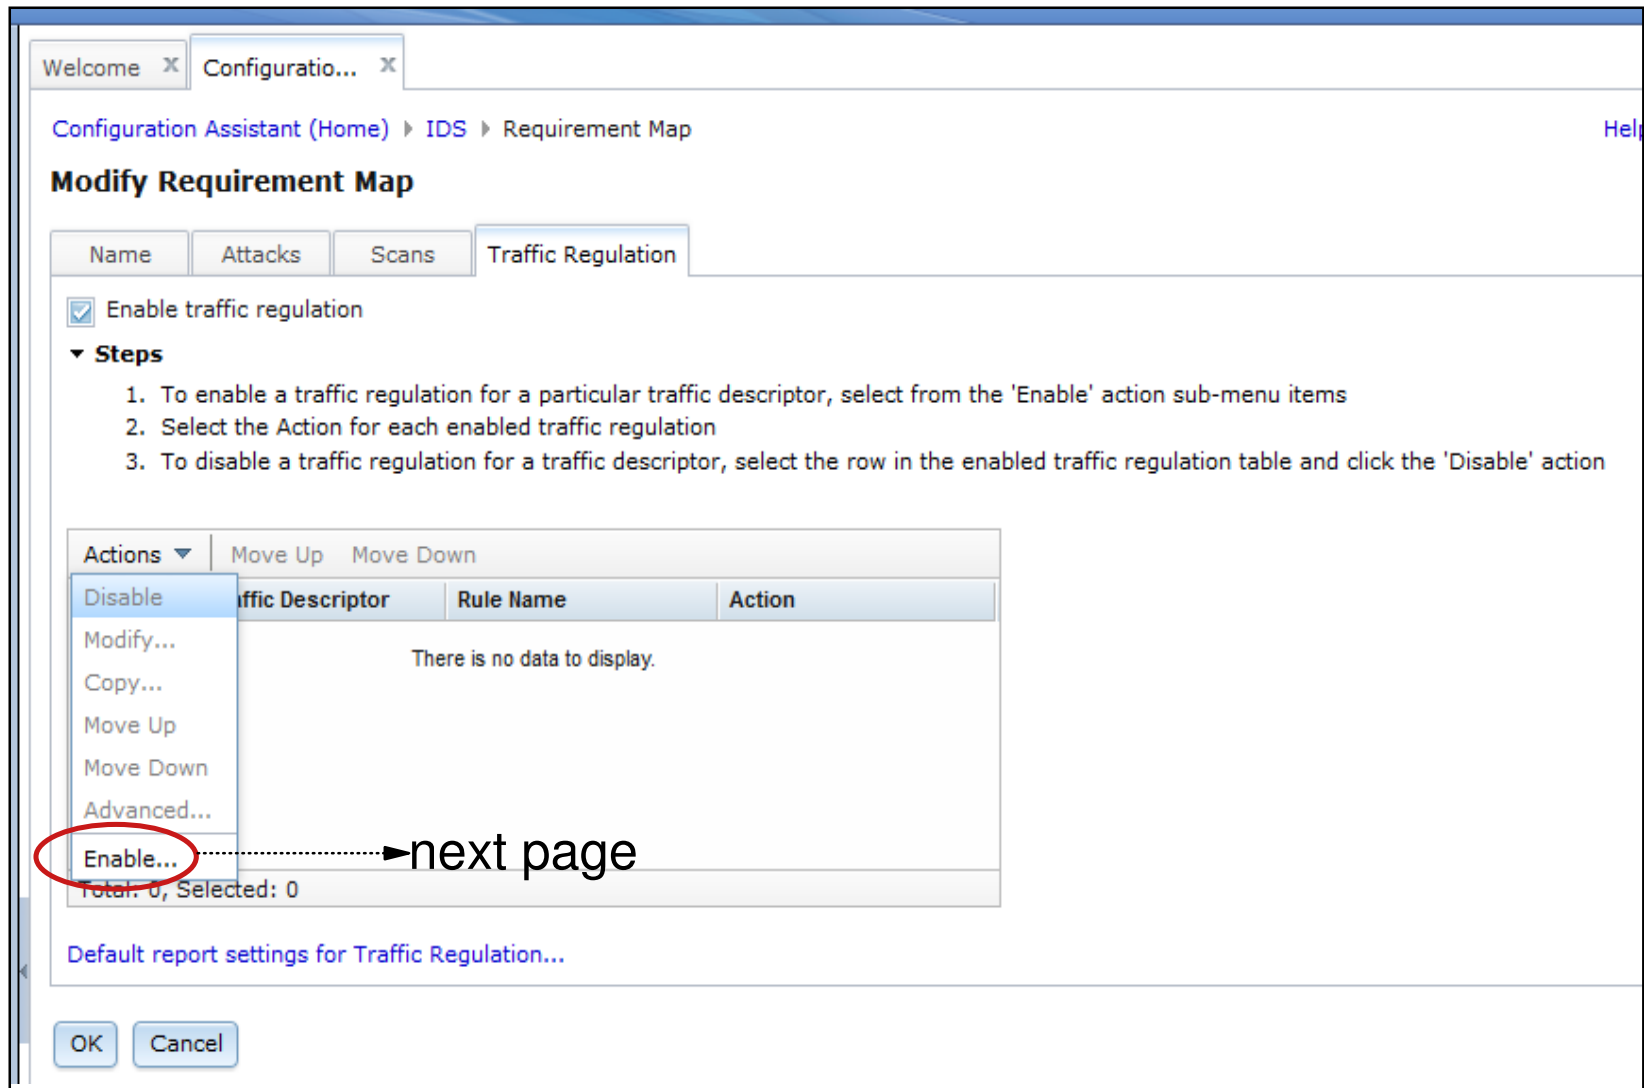 Welcome x Configuratio... x
Configuration Assistant (Home) IDS Requirement Map Help
Modify Requirement Map
Name Attacks Scans Traffic Regulation
Enable traffic regulation
Steps
1. To enable a traffic regulation for a particular traffic descriptor, select from the 'Enable' action sub-menu items
2. Select the Action for each enabled traffic regulation
3. To disable a traffic regulation for a traffic descriptor, select the row in the enabled traffic regulation table and click the 'Disable' action
Actions Move Up Move Down
Disable affic Descriptor Rule Name Action
Modify...
There is no data to display.
Copy...
Move Up
Move Down
Advanced...
Enable... next page
Total: 0, Selected: 0
Default report settings for Traffic Regulation...
OK Cancel